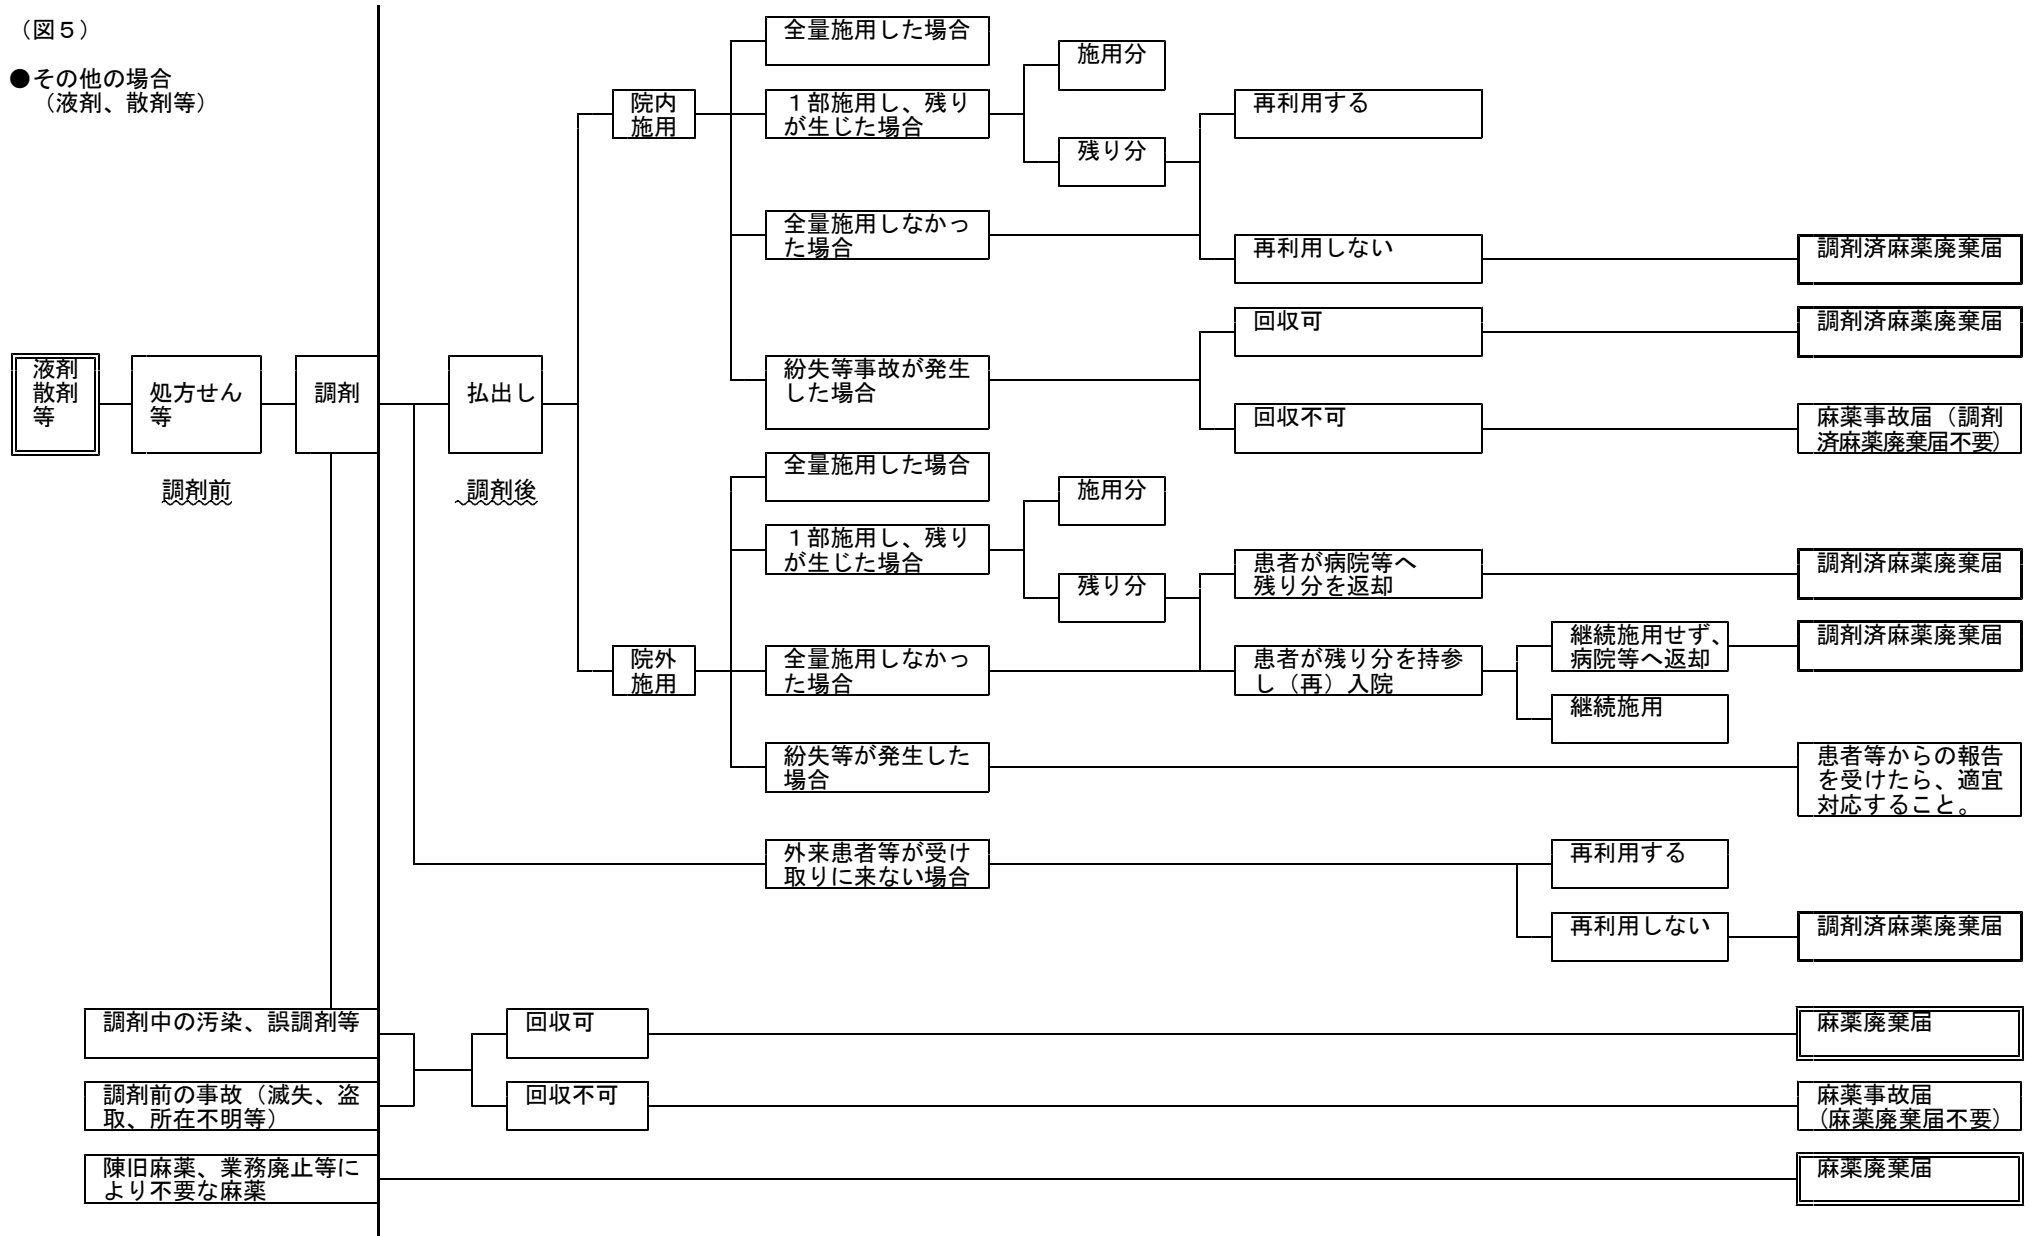 （図５）
●その他の場合
（液剤、散剤等）
全量施用した場合
施用分
院内
施用
１部施用し、残り
が生じた場合
再利用する
残り分
全量施用しなかっ
た場合
再利用しない
調剤済麻薬廃棄届
回収可
調剤済麻薬廃棄届
液剤
散剤
等
処方せん
等
調剤
払出し
紛失等事故が発生
した場合
回収不可
麻薬事故届（調剤
済麻薬廃棄届不要）
調剤前
調剤後
全量施用した場合
施用分
１部施用し、残り
が生じた場合
患者が病院等へ
残り分を返却
調剤済麻薬廃棄届
残り分
継続施用せず、
病院等へ返却
調剤済麻薬廃棄届
院外
施用
全量施用しなかっ
た場合
患者が残り分を持参
し（再）入院
継続施用
紛失等が発生した
場合
患者等からの報告
を受けたら、適宜
対応すること。
外来患者等が受け
取りに来ない場合
再利用する
再利用しない
調剤済麻薬廃棄届
調剤中の汚染、誤調剤等
回収可
麻薬廃棄届
調剤前の事故（滅失、盗
取、所在不明等）
回収不可
麻薬事故届
（麻薬廃棄届不要）
陳旧麻薬、業務廃止等に
より不要な麻薬
麻薬廃棄届